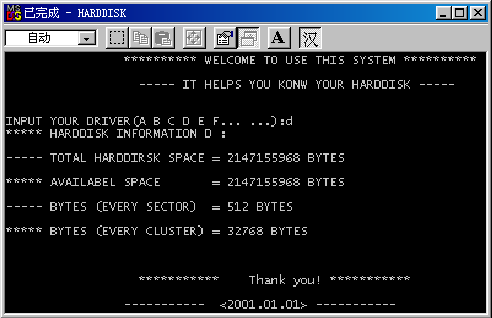 已完成 - HARDDISK
自动
A 汉
********** WELCOME TO USE THIS SYSTEM **********
----- IT HELPS YOU KONW YOUR HARDDISK -----
INPUT YOUR DRIVER(A B C D E F... ...):d
***** HARDDISK INFORMATION D :
----- TOTAL HARDDIRSK SPACE = 2147155968 BYTES
***** AVAILABEL SPACE = 2147155968 BYTES
----- BYTES (EVERY SECTOR) = 512 BYTES
***** BYTES (EVERY CLUSTER) = 32768 BYTES
*********** Thank you! ***********
----------- <2001.01.01> -----------